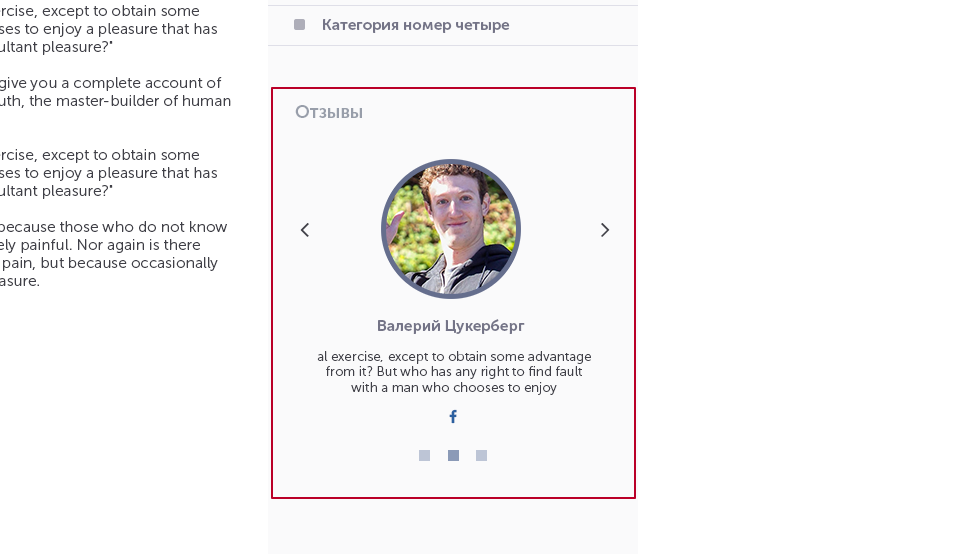 rcise, except to obtain some
ses to enjoy a pleasure that has
ultant pleasure?"
give you a complete account of
uth, the master-builder of human
rcise, except to obtain some
ses to enjoy a pleasure that has
ultant pleasure?"
because those who do not know
ely painful. Nor again is there
pain, but because occasionally
asure.
Категория номер четыре
Отзывы
Валерий Цукерберг
al exercise, except to obtain some advantage
from it? But who has any right to find fault
with a man who chooses to enjoy
f